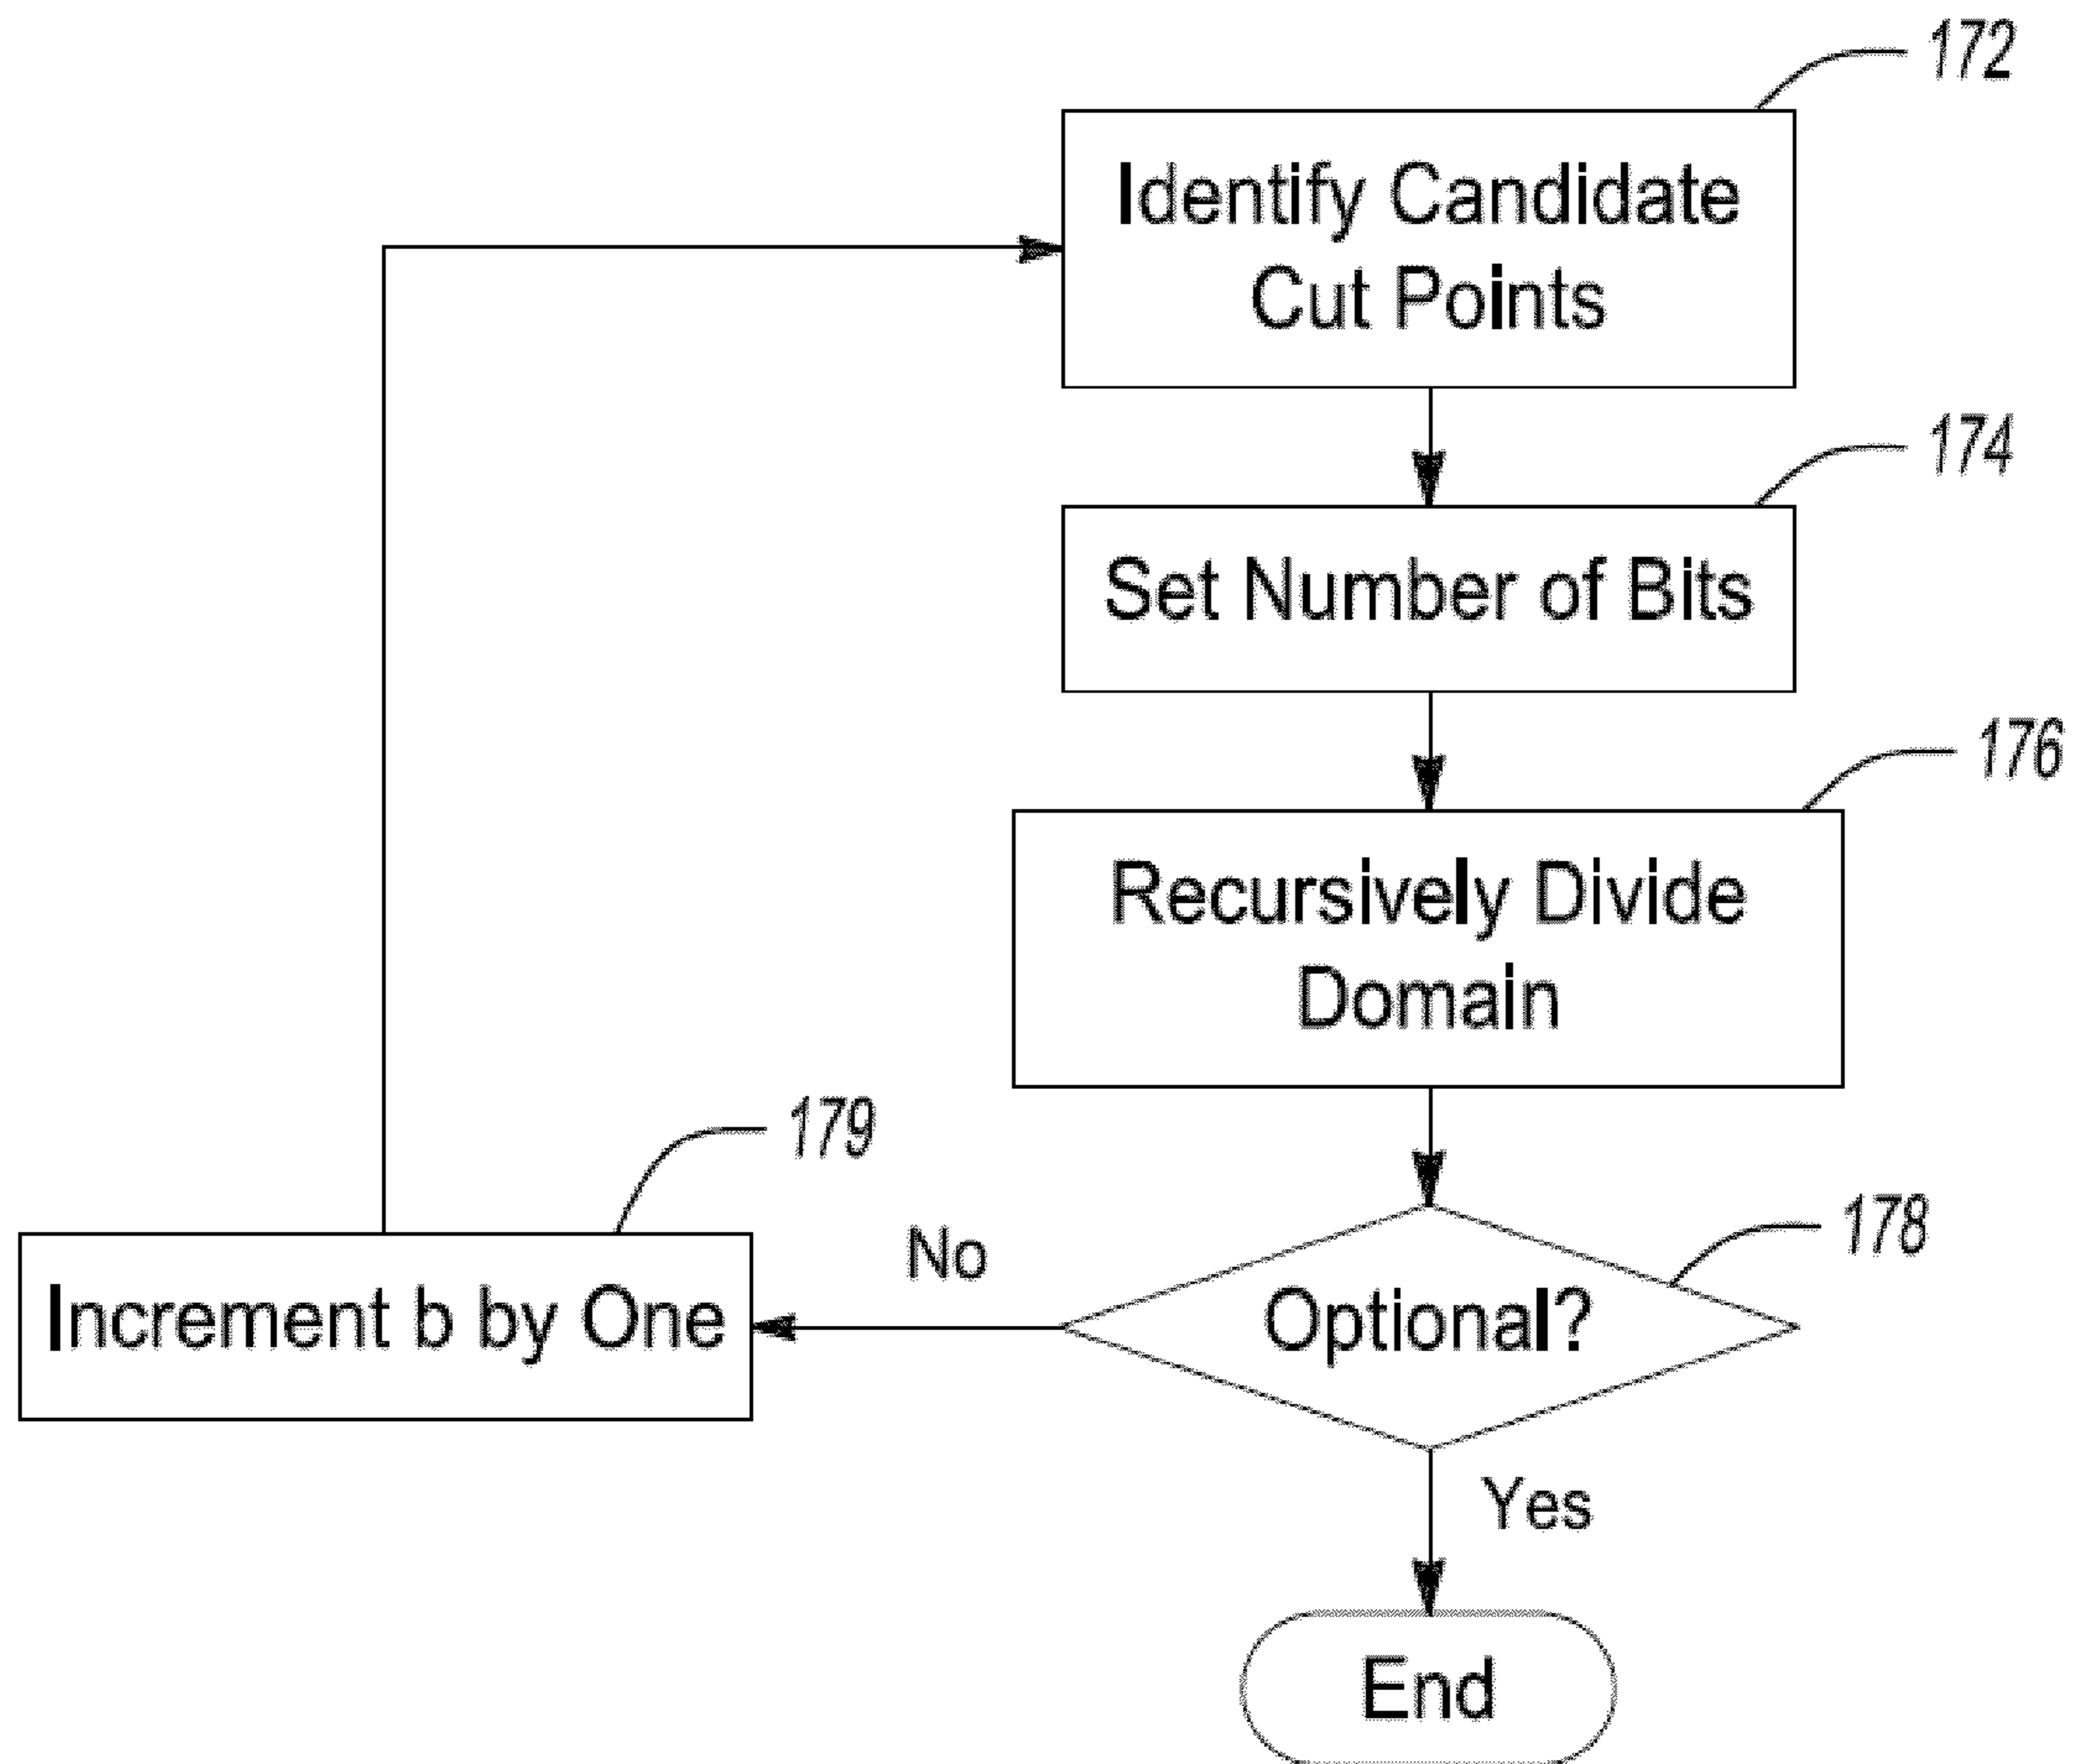 172
Identify Candidate
Cut Points
174
Set Number of Bits
176
Recursively Divide
Domain
179
178
No
Increment b by One
Optional?
Yes
End